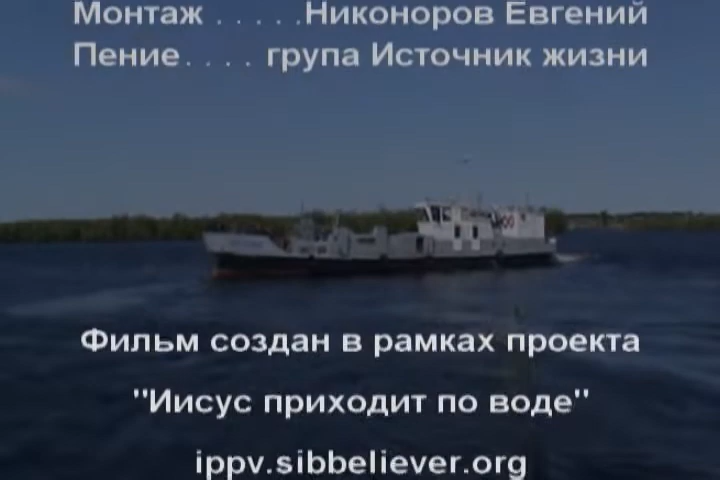 Монтаж . . . . .Никоноров Евгений
Пение. . . . група Источник жизни
Фильм создан в рамках проекта
"Иисус приходит по воде"
ippv.sibbeliever.org